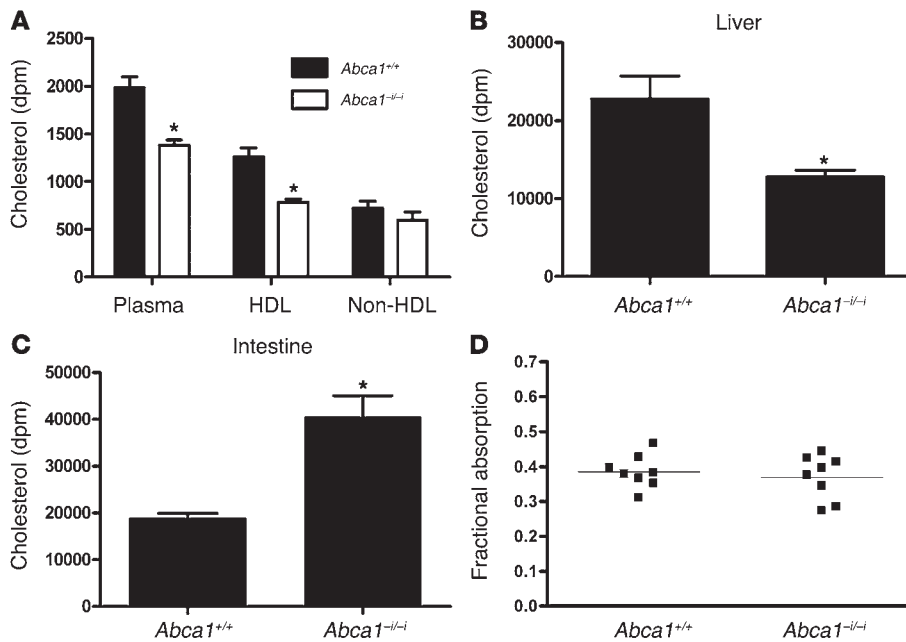 A
Cholesterol (dpm)
2500
2000
1500
1000
500
0
Abca1+/+
Abca1–i/–i
*
*
Plasma HDL Non-HDL
B
Liver
Cholesterol (dpm)
30000
20000
10000
0
*
Abca1+/+ Abca1–i/–i
C
Intestine
Cholesterol (dpm)
50000
40000
30000
20000
10000
0
*
Abca1+/+ Abca1–i/–i
D
Fractional absorption
0.7
0.6
0.5
0.4
0.3
0.2
0.1
0.0
Abca1+/+ Abca1–i/–i